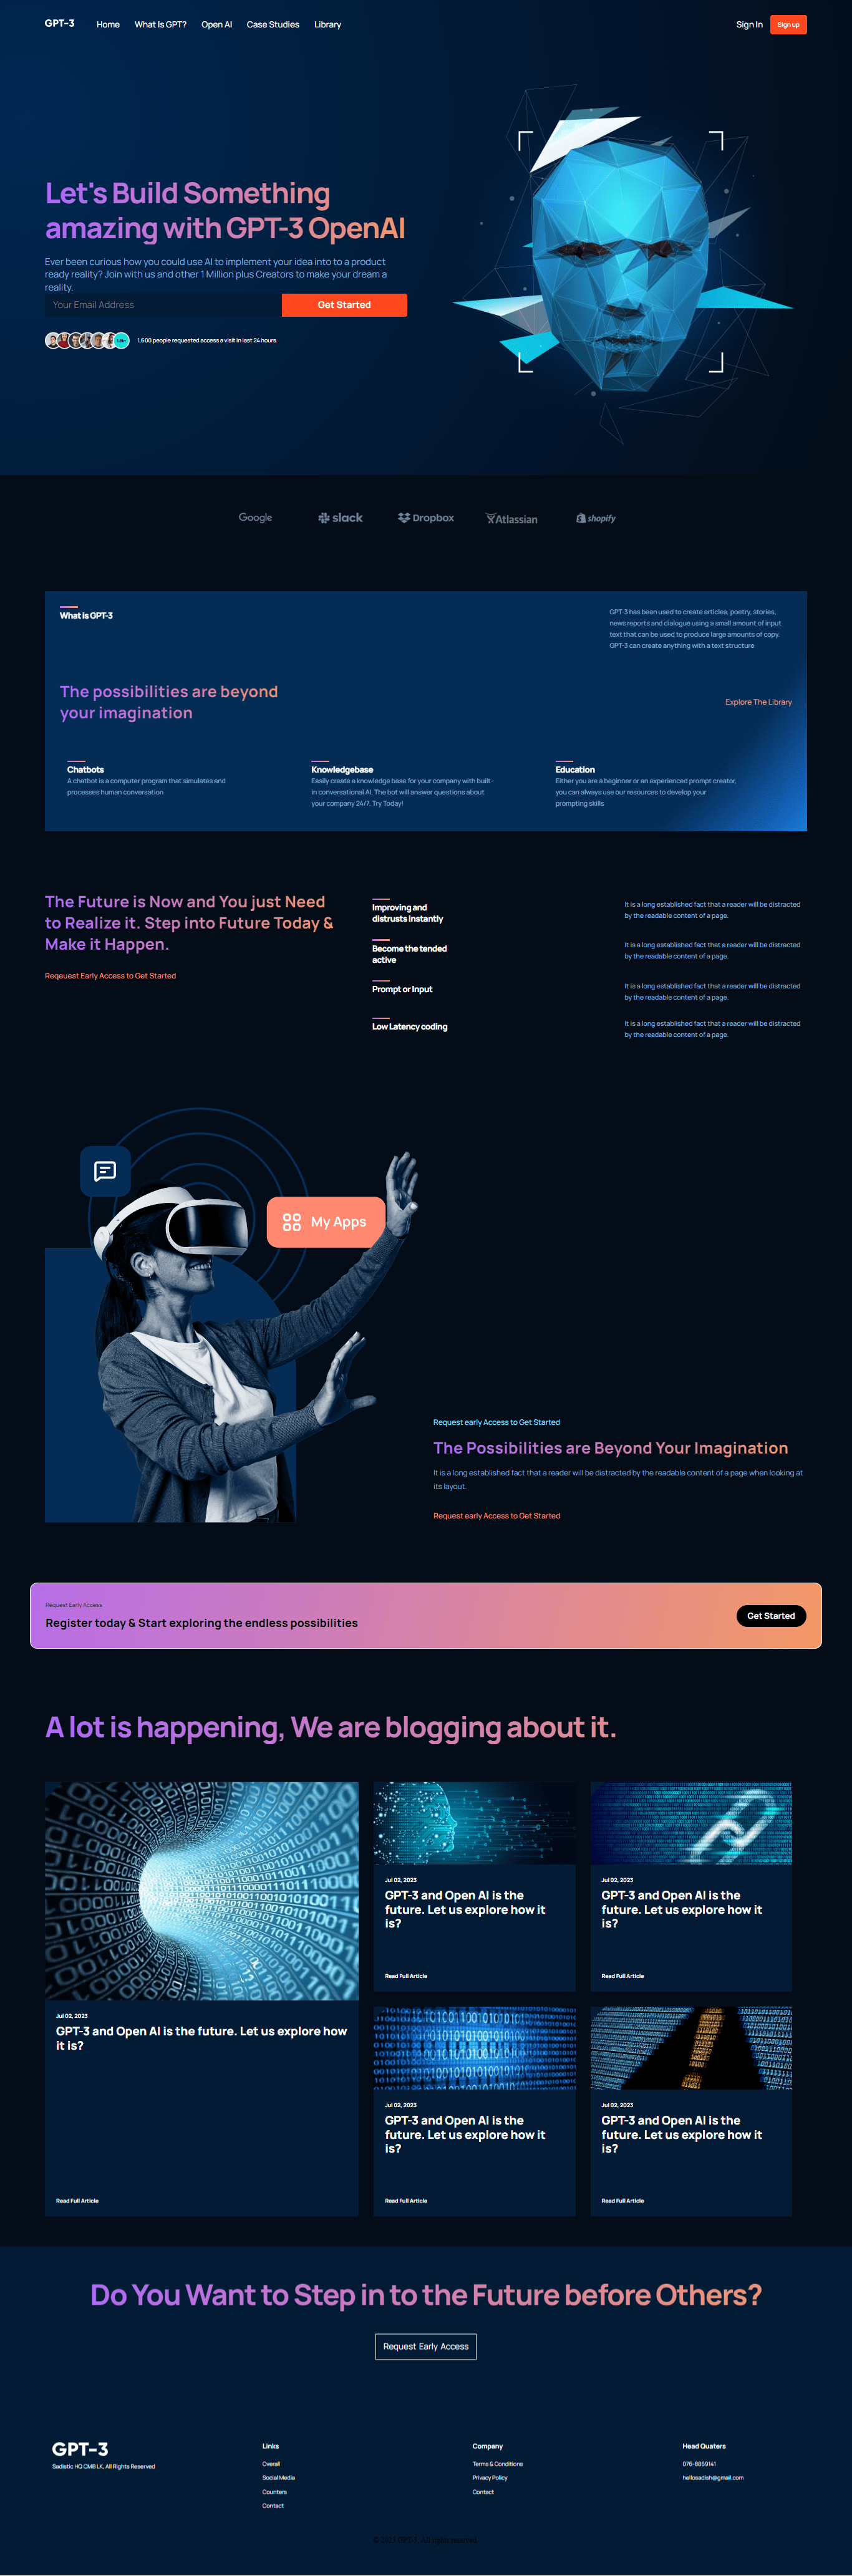 GPT-3
Home
What Is GPT?
Open AI
Case Studies
Library
Sign In
Sign up
Let's Build Something
amazing with GPT-3 OpenAI
Ever been curious how you could use AI to implement your idea into to a product
ready reality? Join with us and other 1 Million plus Creators to make your dream a
reality.
Your Email Address
Get Started
1,600 people requested access a visit in last 24 hours.
Google
slack
Dropbox
Atlassian
shopify
What is GPT-3
GPT-3 has been used to create articles, poetry, stories,
news reports and dialogue using a small amount of input
text that can be used to produce large amounts of copy.
GPT-3 can create anything with a text structure
The possibilities are beyond
your imagination
Explore The Library
Chatbots
A chatbot is a computer program that simulates and
processes human conversation
Knowledgebase
Easily create a knowledge base for your company with built-
in conversational AI. The bot will answer questions about
your company 24/7. Try Today!
Education
Either you are a beginner or an experienced prompt creator,
you can always use our resources to develop your
prompting skills
The Future is Now and You just Need
to Realize it. Step into Future Today &
Make it Happen.
Reqeuest Early Access to Get Started
Improving and
distrusts instantly
It is a long established fact that a reader will be distracted
by the readable content of a page.
Become the tended
active
It is a long established fact that a reader will be distracted
by the readable content of a page.
Prompt or Input
It is a long established fact that a reader will be distracted
by the readable content of a page.
Low Latency coding
It is a long established fact that a reader will be distracted
by the readable content of a page.
My Apps
Request early Access to Get Started
The Possibilities are Beyond Your Imagination
It is a long established fact that a reader will be distracted by the readable content of a page when looking at
its layout.
Request early Access to Get Started
Request Early Access
Register today & Start exploring the endless possibilities
Get Started
A lot is happening, We are blogging about it.
Jul 02, 2023
GPT-3 and Open AI is the future. Let us explore how
it is?
Read Full Article
Jul 02, 2023
GPT-3 and Open AI is the
future. Let us explore how it
is?
Read Full Article
Jul 02, 2023
GPT-3 and Open AI is the
future. Let us explore how it
is?
Read Full Article
Jul 02, 2023
GPT-3 and Open AI is the
future. Let us explore how it
is?
Read Full Article
Jul 02, 2023
GPT-3 and Open AI is the
future. Let us explore how it
is?
Read Full Article
Do You Want to Step in to the Future before Others?
Request Early Access
GPT-3
Sadistic HQ CMB LK, All Rights Reserved
Links
Overall
Social Media
Counters
Contact
Company
Terms & Conditions
Privacy Policy
Contact
Head Quaters
076-8869141
hellosadish@gmail.com
© 2021 GPT-3. All rights reserved.